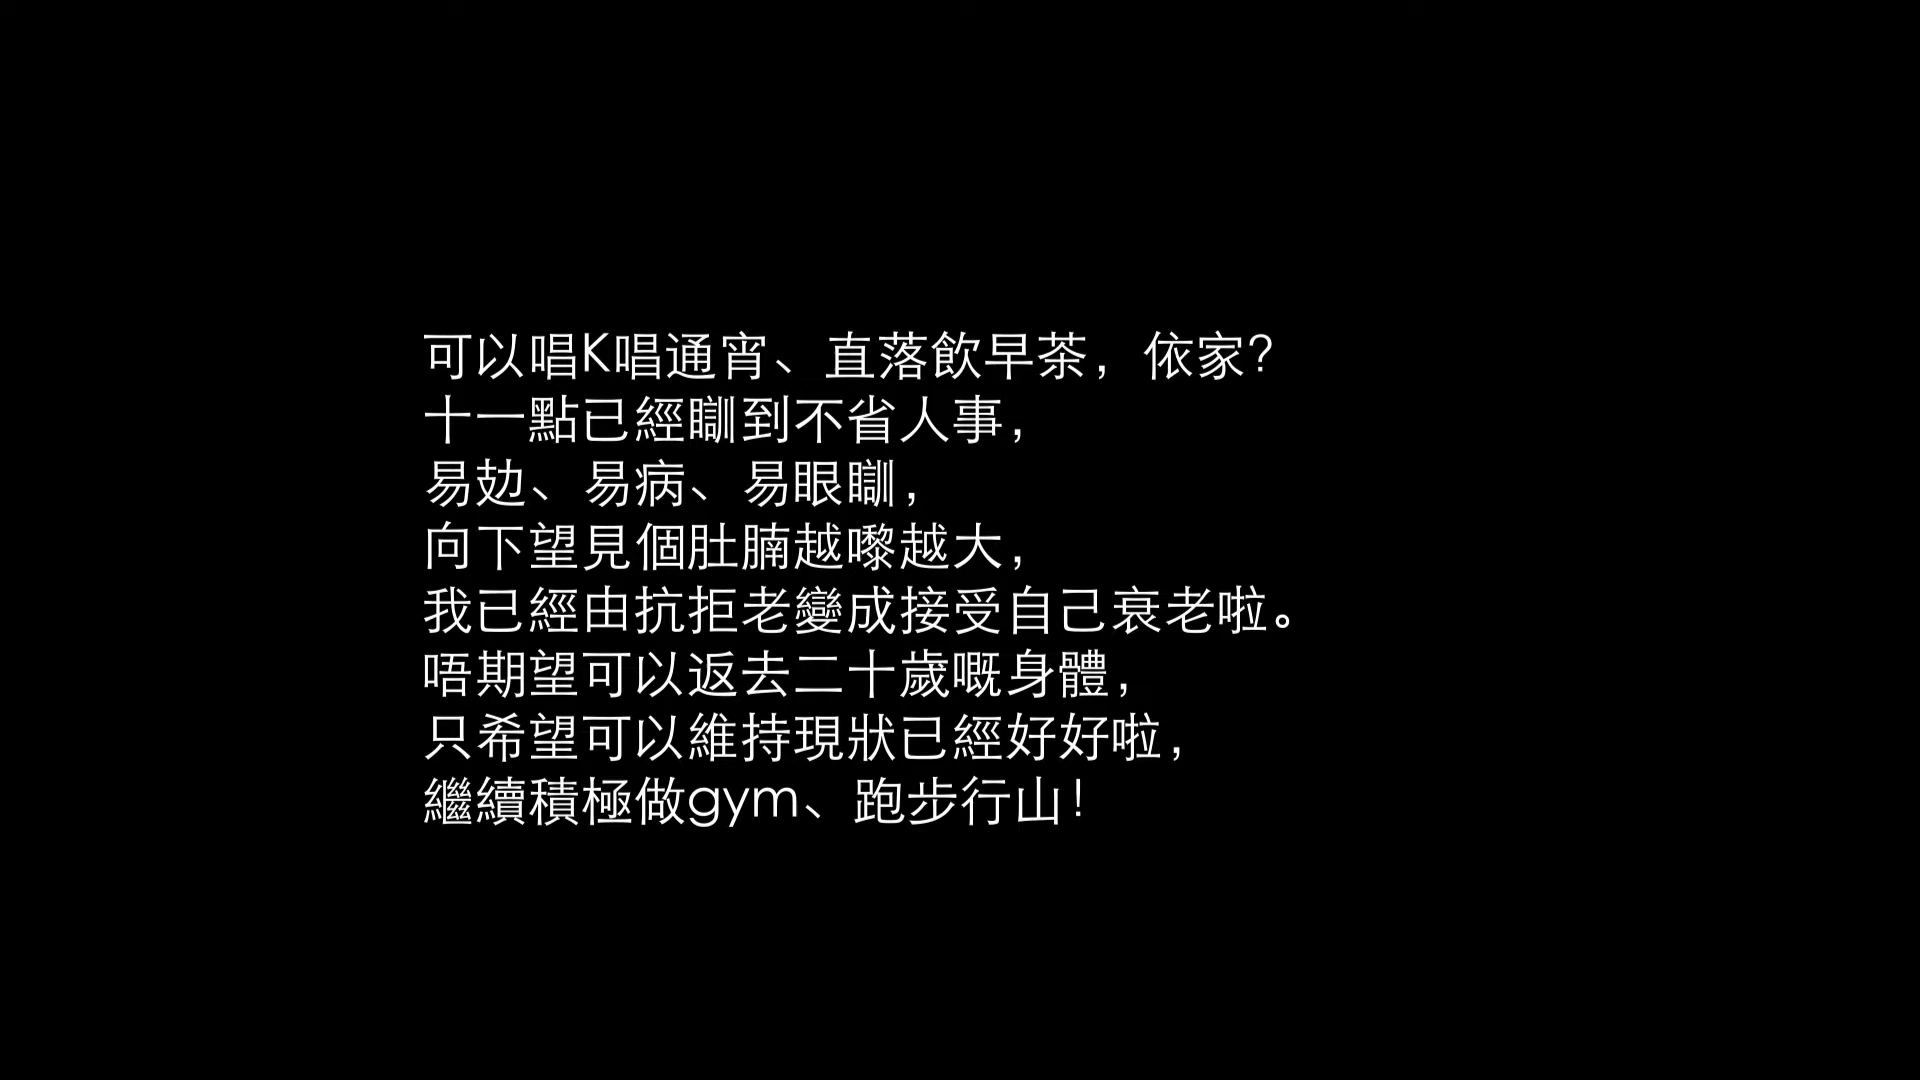 可以唱K唱通宵、直落飲早茶，依家？
十一點已經瞓到不省人事，
易攰、易病、易眼瞓，
向下望見個肚腩越嚟越大，
我已經由抗拒老變成接受自己衰老啦。
唔期望可以返去二十歲嘅身體，
只希望可以維持現狀已經好好啦，
繼續積極做gym、跑步行山！